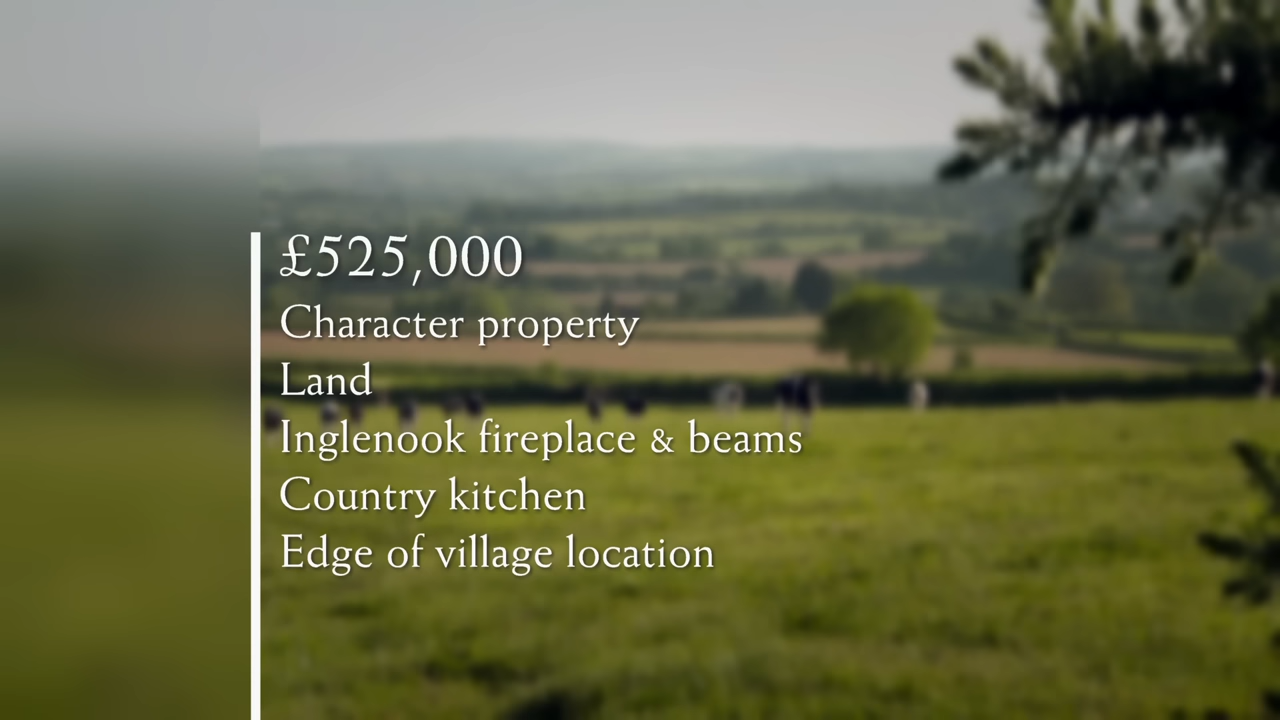 £525,000
Character property
Land
Inglenook fireplace & beams
Country kitchen
Edge of village location